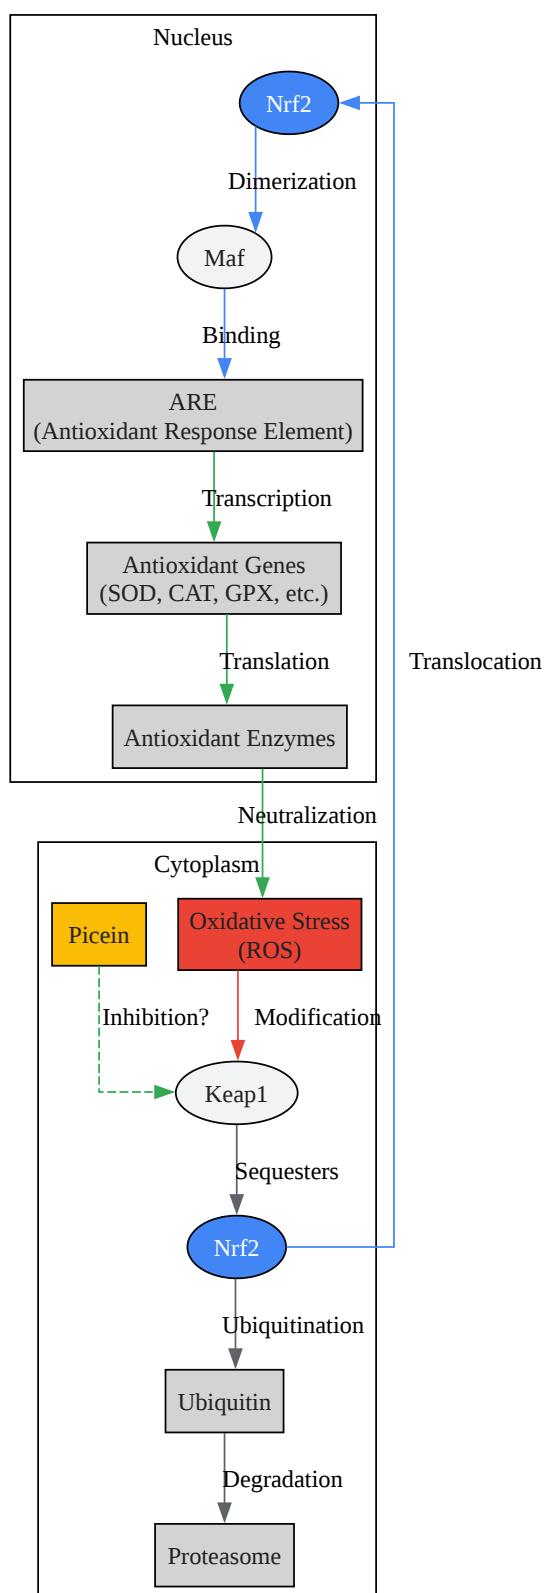 Nucleus
Nrf2
Dimerization
Maf
Binding
ARE
(Antioxidant Response Element)
Transcription
Antioxidant Genes
(SOD, CAT, GPX, etc.)
Translation
Translocation
Antioxidant Enzymes
Neutralization
Cytoplasm
Picein
Oxidative Stress
(ROS)
Inhibition?
Modification
Keap1
Sequesters
Nrf2
Ubiquitination
Ubiquitin
Degradation
Proteasome